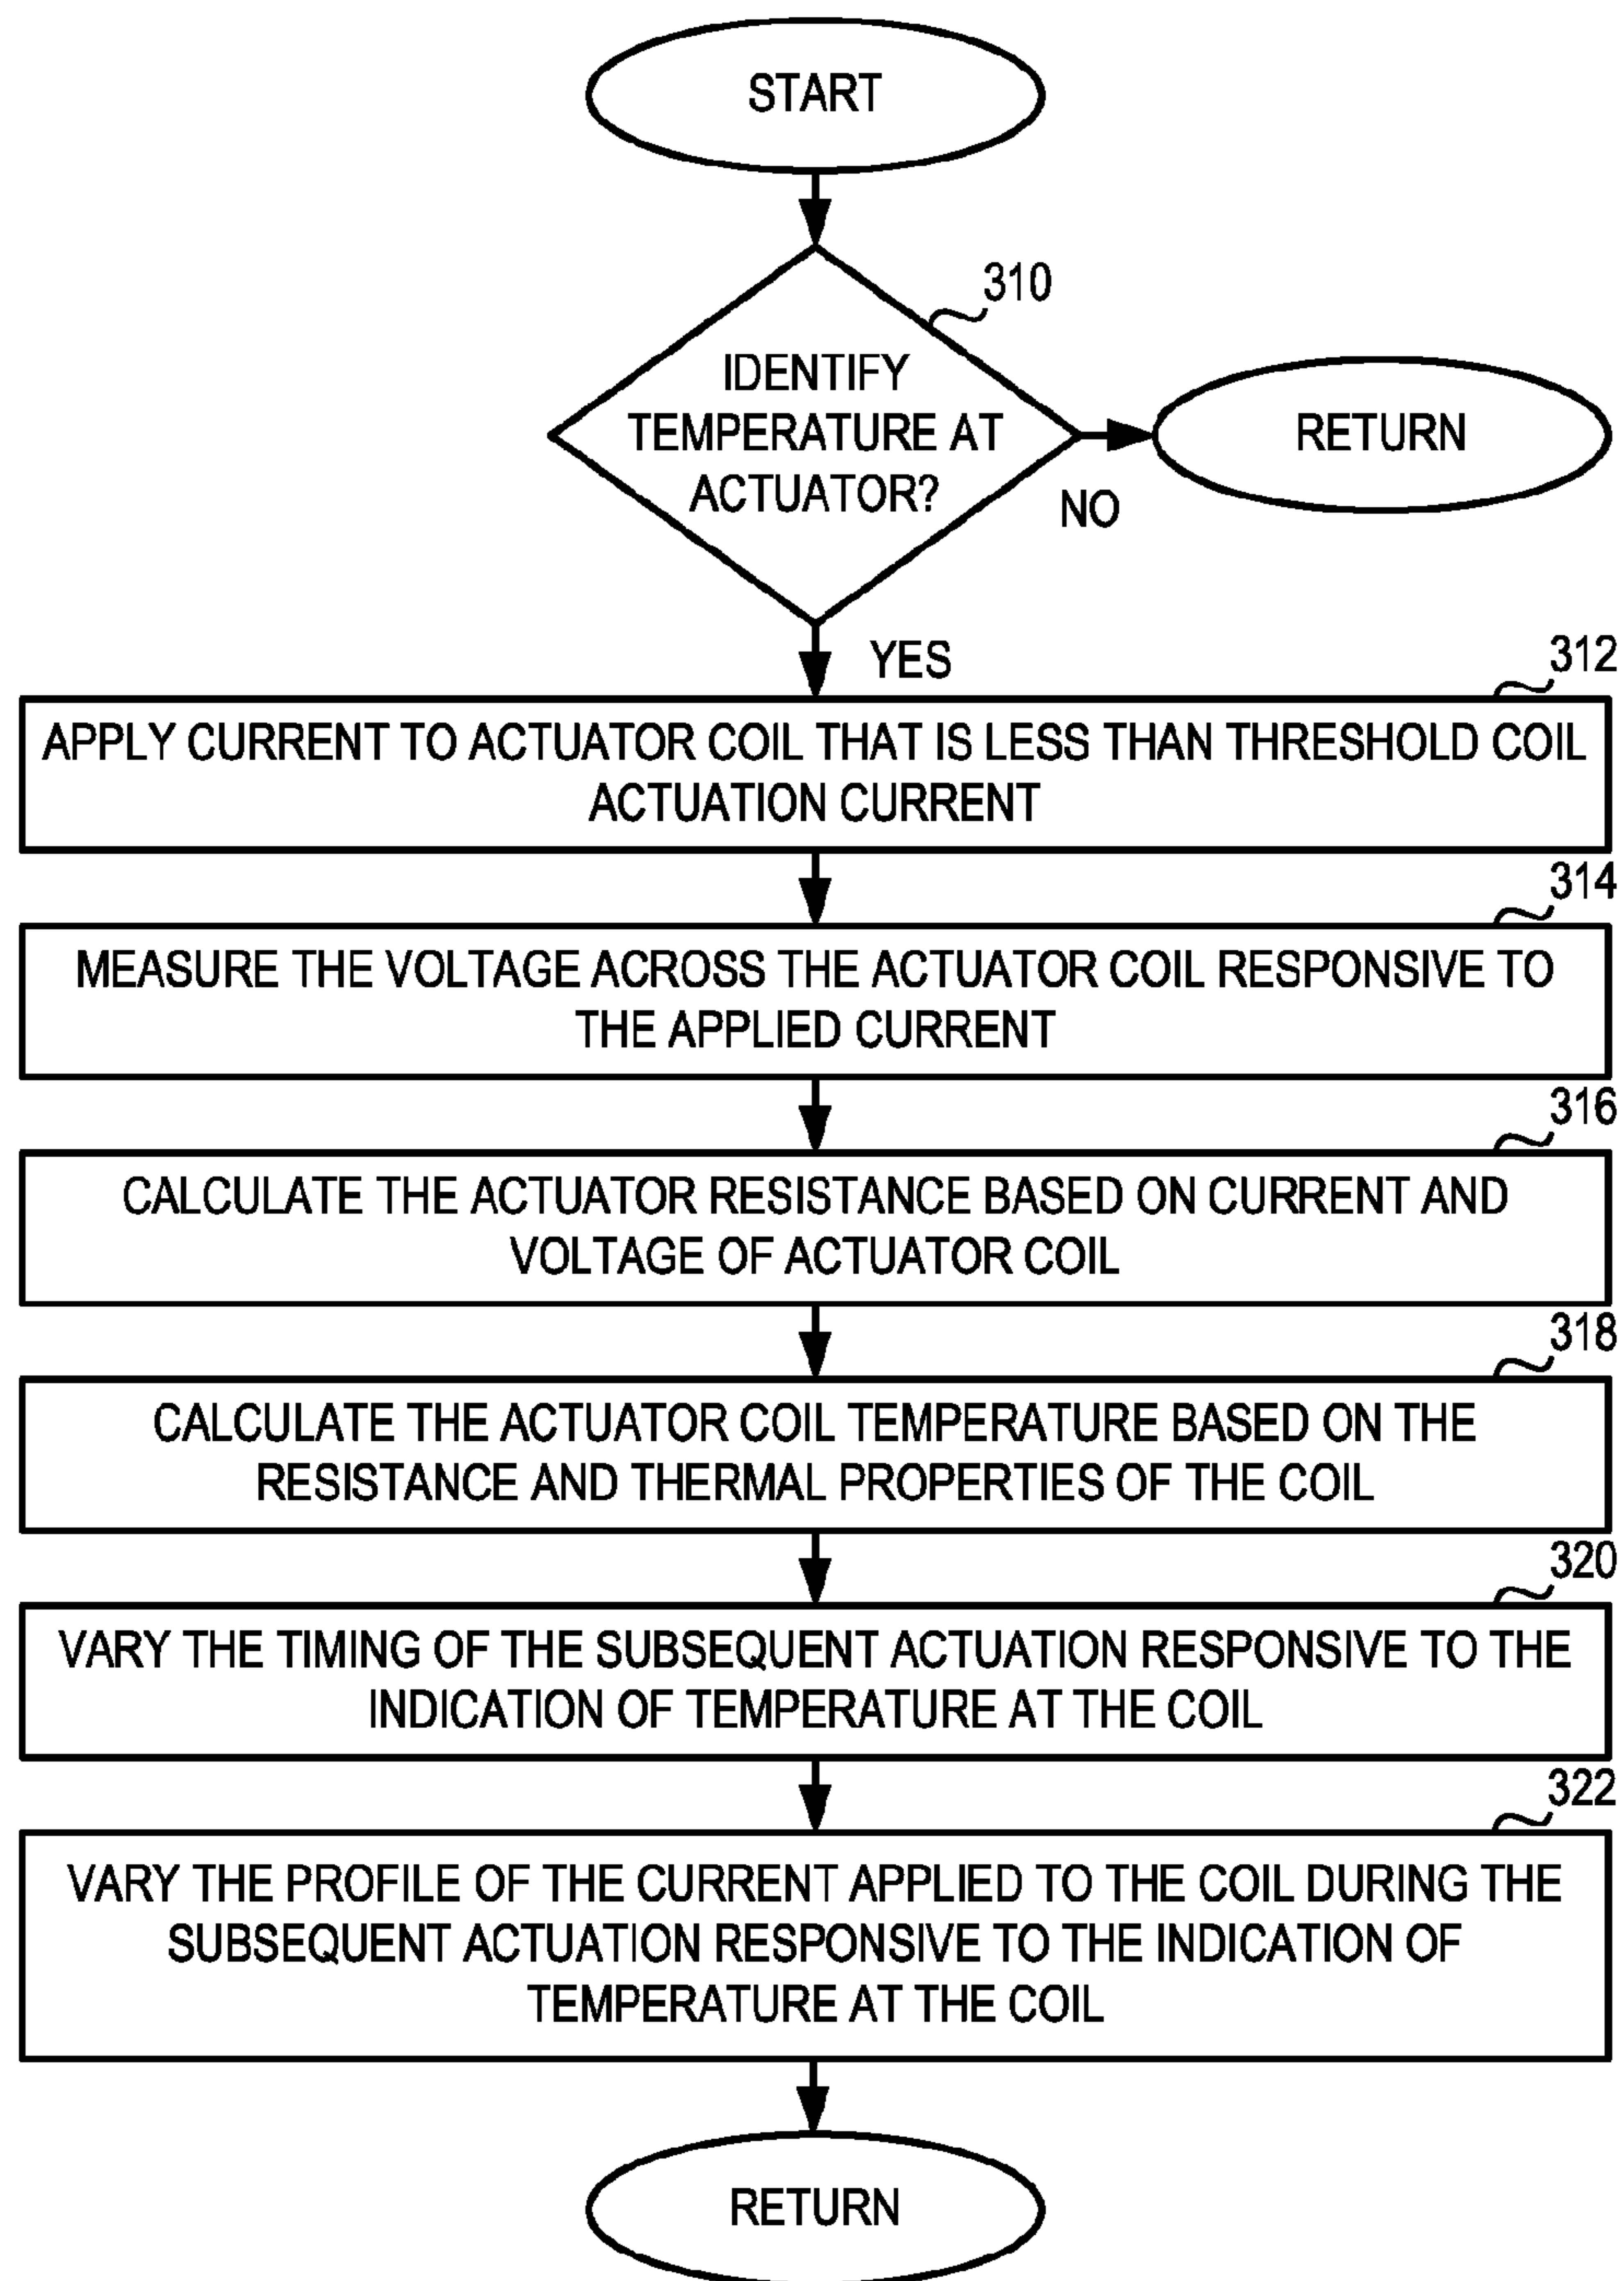 START
310
IDENTIFY
TEMPERATURE AT
ACTUATOR?
RETURN
NO
YES
312
APPLY CURRENT TO ACTUATOR COIL THAT IS LESS THAN THRESHOLD COIL
ACTUATION CURRENT
314
MEASURE THE VOLTAGE ACROSS THE ACTUATOR COIL RESPONSIVE TO
THE APPLIED CURRENT
316
CALCULATE THE ACTUATOR RESISTANCE BASED ON CURRENT AND
VOLTAGE OF ACTUATOR COIL
318
CALCULATE THE ACTUATOR COIL TEMPERATURE BASED ON THE
RESISTANCE AND THERMAL PROPERTIES OF THE COIL
320
VARY THE TIMING OF THE SUBSEQUENT ACTUATION RESPONSIVE TO THE
INDICATION OF TEMPERATURE AT THE COIL
322
VARY THE PROFILE OF THE CURRENT APPLIED TO THE COIL DURING THE
SUBSEQUENT ACTUATION RESPONSIVE TO THE INDICATION OF
TEMPERATURE AT THE COIL
RETURN